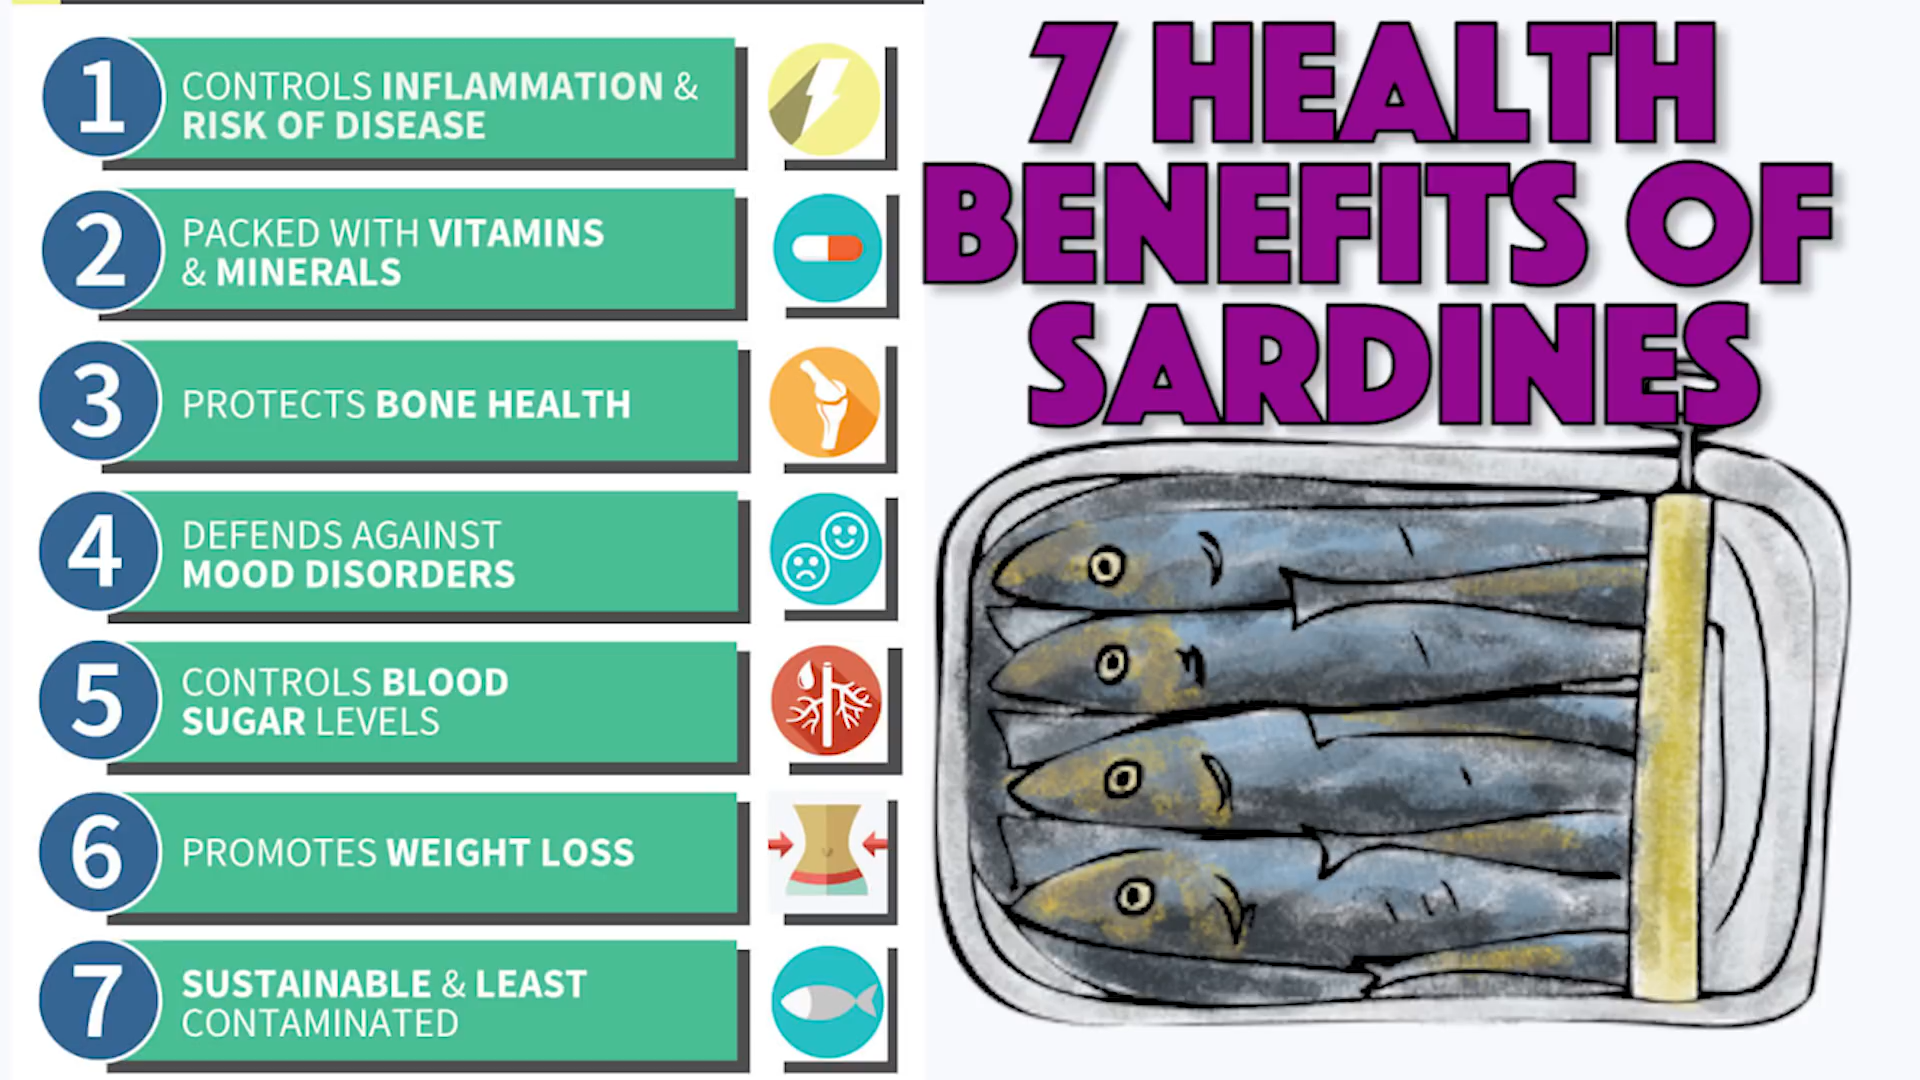 7 HEALTH
BENEFITS OF
SARDINES
1
CONTROLS INFLAMMATION &
RISK OF DISEASE
2
PACKED WITH VITAMINS
& MINERALS
3
PROTECTS BONE HEALTH
4
DEFENDS AGAINST
MOOD DISORDERS
5
CONTROLS BLOOD
SUGAR LEVELS
6
PROMOTES WEIGHT LOSS
7
SUSTAINABLE & LEAST
CONTAMINATED